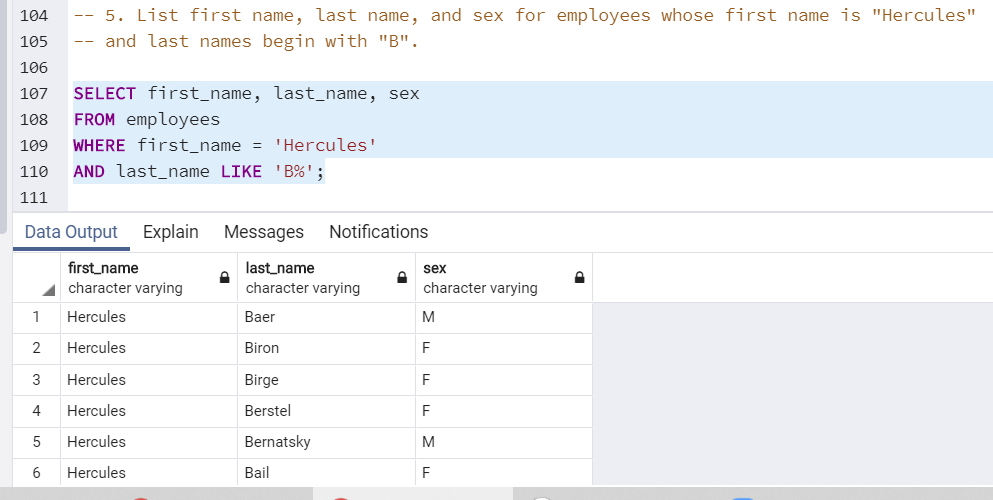 104 -- 5. List first name, last name, and sex for employees whose first name is "Hercules"
105 -- and last names begin with "B".
106
107 SELECT first_name, last_name, sex
108 FROM employees
109 WHERE first_name = 'Hercules'
110 AND last_name LIKE 'B%';
111
Data Output Explain Messages Notifications
first_name last_name sex
character varying character varying character varying
1 Hercules Baer M
2 Hercules Biron F
3 Hercules Birge F
4 Hercules Berstel F
5 Hercules Bernatsky M
6 Hercules Bail F